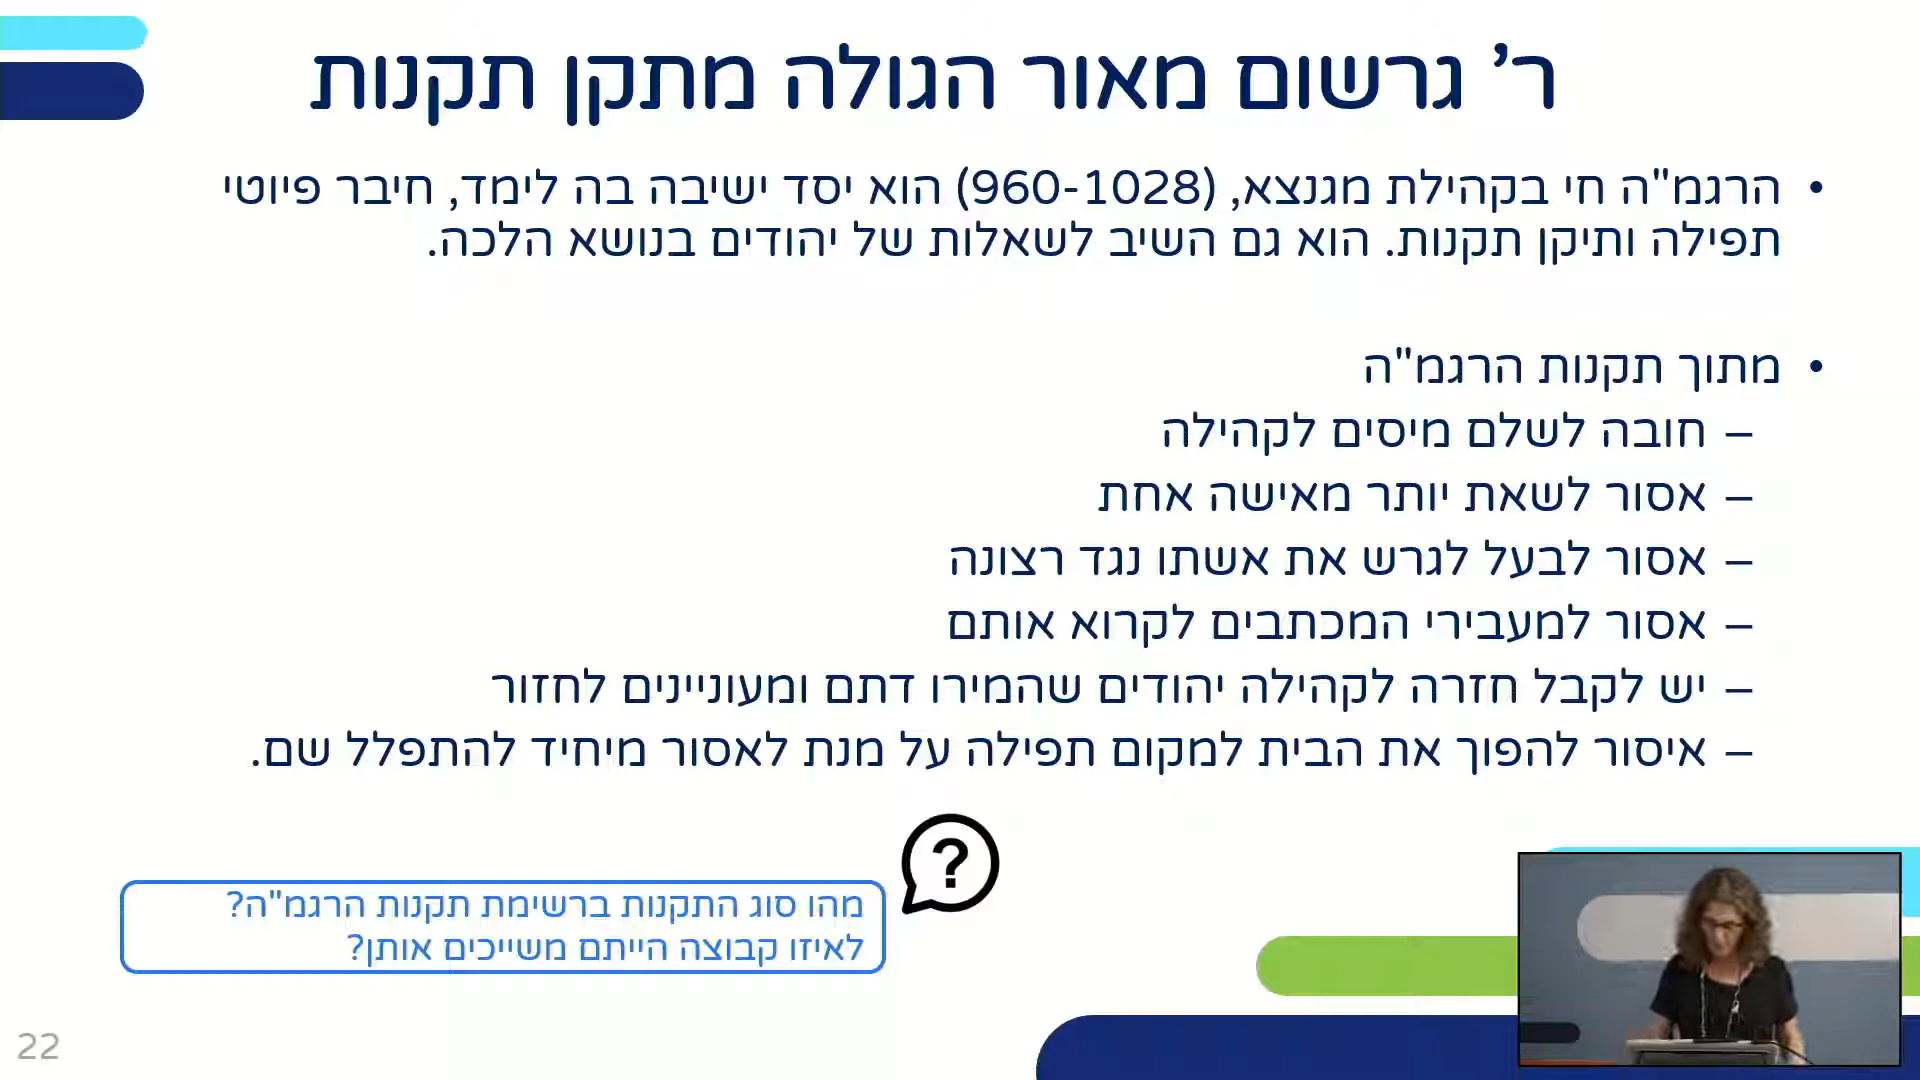 ר' גרשום מאור הגולה מתקן תקנות
• הרגמ"ה חי בקהילת מגנצא, (960-1028) הוא יסד ישיבה בה לימד, חיבר פיוטי
תפילה ותיקן תקנות. הוא גם השיב לשאלות של יהודים בנושא הלכה.
• מתוך תקנות הרגמ"ה
– חובה לשלם מיסים לקהילה
– אסור לשאת יותר מאישה אחת
– אסור לבעל לגרש את אשתו נגד רצונה
– אסור למעבירי המכתבים לקרוא אותם
– יש לקבל חזרה לקהילה יהודים שהמירו דתם ומעוניינים לחזור
– איסור להפוך את הבית למקום תפילה על מנת לאסור מיחיד להתפלל שם.
?
מהו סוג התקנות ברשימת תקנות הרגמ"ה?
לאיזו קבוצה הייתם משייכים אותן?
22